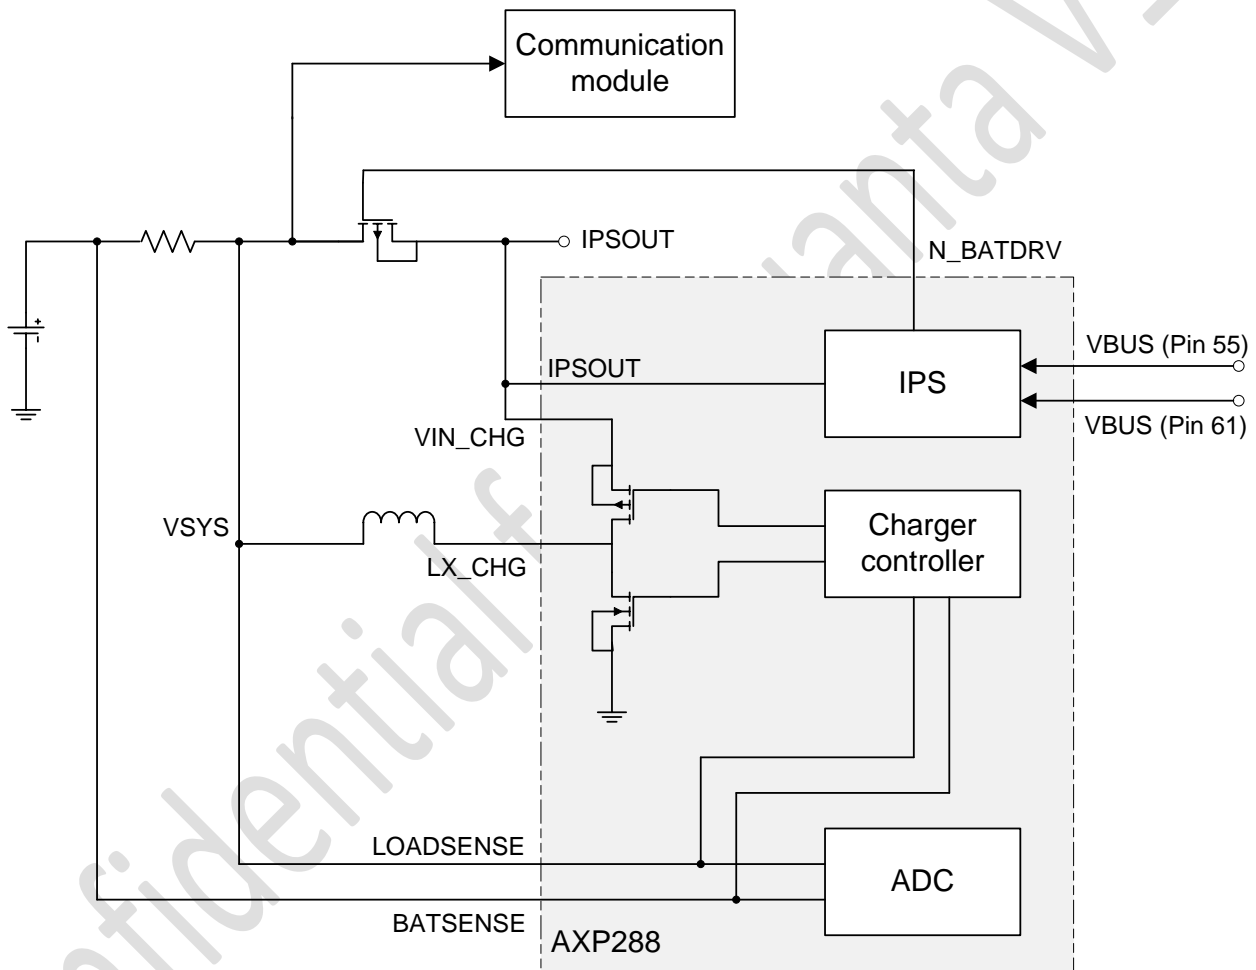 Communication
module
IPSOUT
N_BATDRV
VBUS (Pin 55)
IPSOUT
IPS
VBUS (Pin 61)
VIN_CHG
VSYS
LX_CHG
Charger
controller
LOADSENSE
ADC
BATSENSE
AXP288